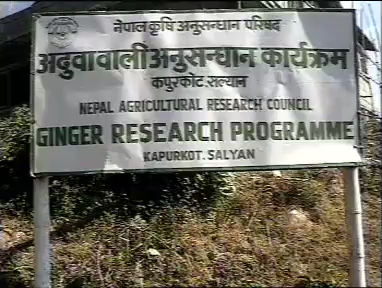 नेपाल कृषि अनुसन्धान परिषद
अदुवावाली अनुसन्धान कार्यक्रम
कपुरकोट, सल्यान
NEPAL AGRICULTURAL RESEARCH COUNCIL
GINGER RESEARCH PROGRAMME
KAPURKOT, SALYAN